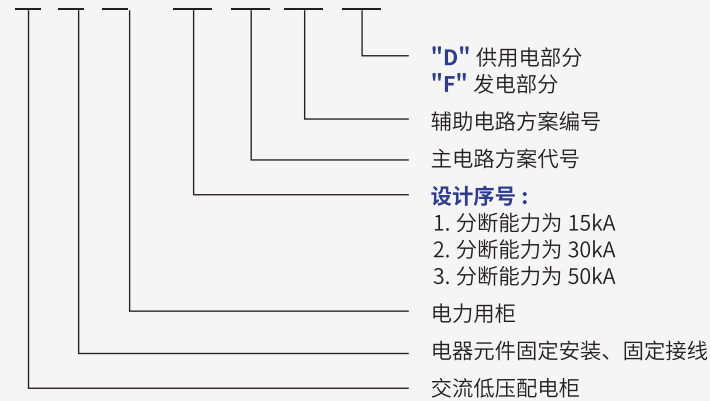 "D" 供用电部分
"F" 发电部分
辅助电路方案编号
主电路方案代号
设计序号：
1. 分断能力为 15kA
2. 分断能力为 30kA
3. 分断能力为 50kA
电力用柜
电器元件固定安装、固定接线
交流低压配电柜